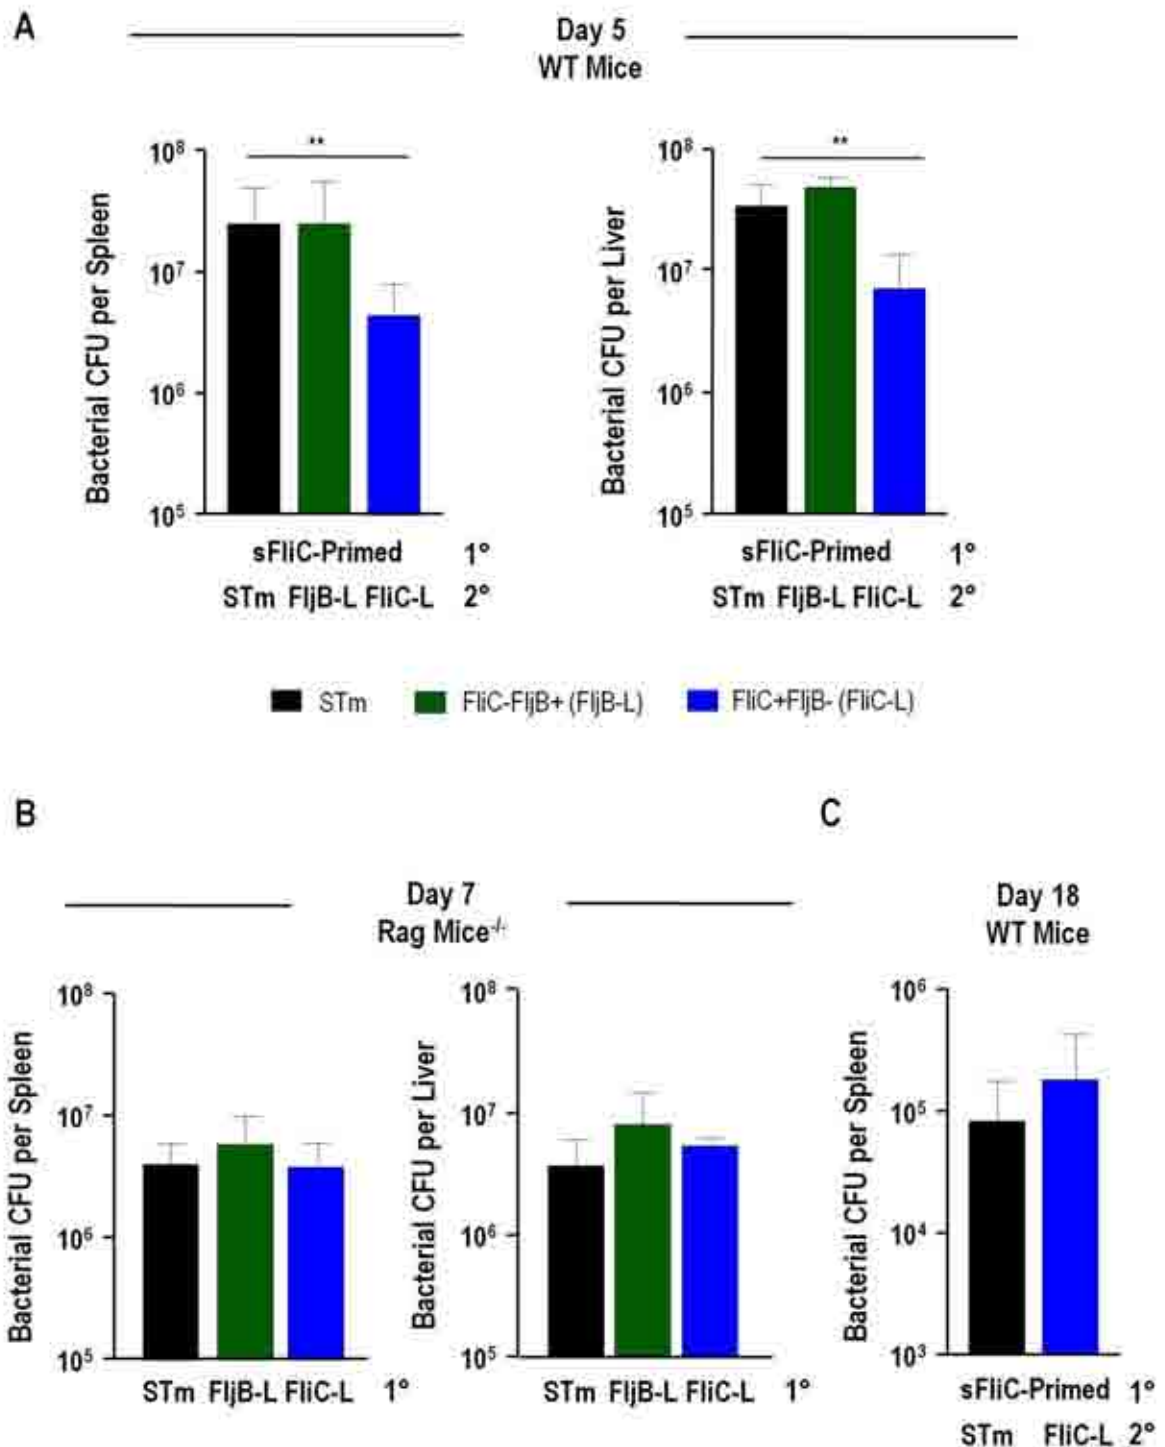 A
Day 5
WT Mice
**
**
Bacterial CFU per Spleen
10⁸
10⁷
10⁶
10⁵
Bacterial CFU per Liver
10⁸
10⁷
10⁶
10⁵
sFliC-Primed 1°
STm FljB-L FliC-L 2°
sFliC-Primed 1°
STm FljB-L FliC-L 2°
STm
FliC-FljB+ (FljB-L)
FliC+FljB- (FliC-L)
B
Day 7
Rag Mice⁻/⁻
Bacterial CFU per Spleen
10⁸
10⁷
10⁶
10⁵
STm FljB-L FliC-L 1°
Bacterial CFU per Liver
10⁸
10⁷
10⁶
10⁵
STm FljB-L FliC-L 1°
C
Day 18
WT Mice
Bacterial CFU per Spleen
10⁶
10⁵
10⁴
10³
sFliC-Primed 1°
STm FliC-L 2°